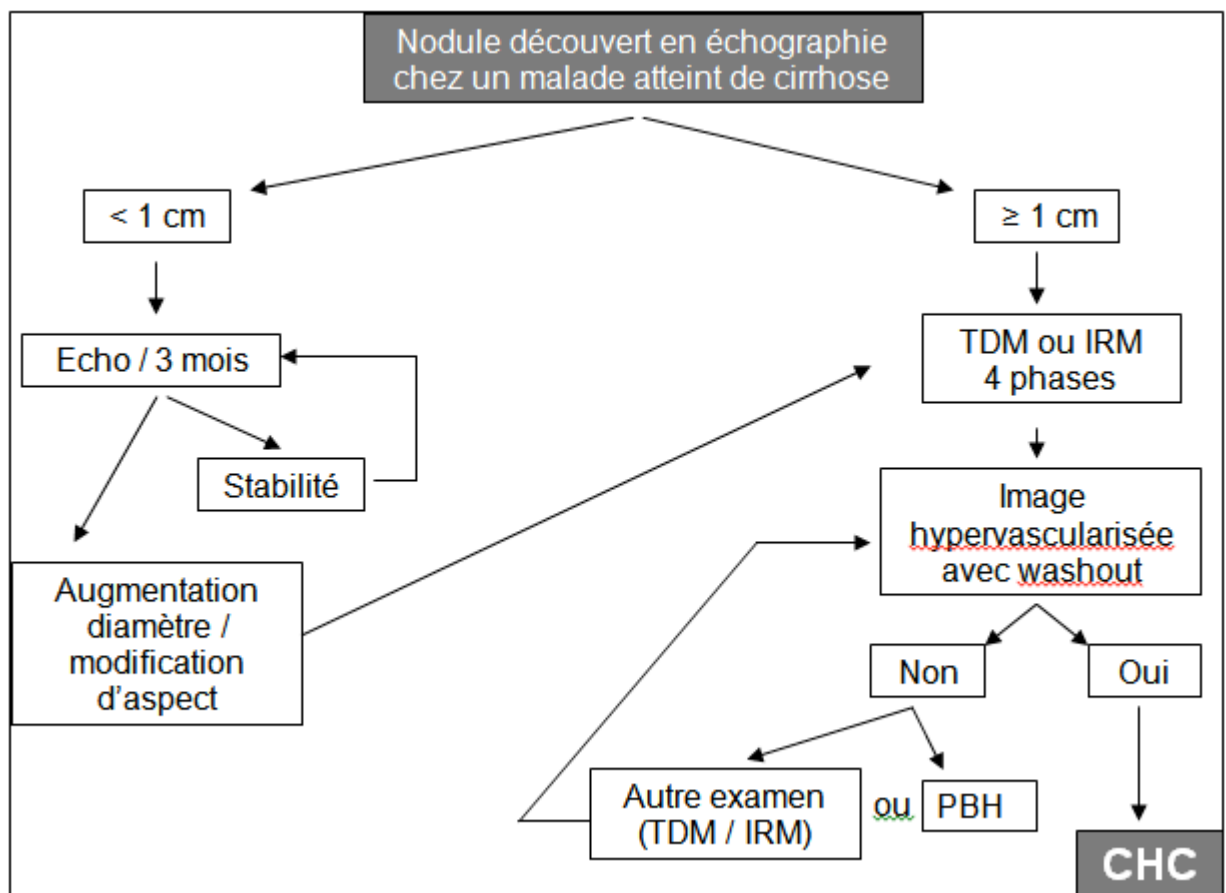 Nodule découvert en échographie
chez un malade atteint de cirrhose
< 1 cm
≥ 1 cm
Echo / 3 mois
TDM ou IRM
4 phases
Stabilité
Image
hypervascularisée
avec washout
Augmentation
diamètre /
modification
d'aspect
Non
Oui
Autre examen
(TDM / IRM)
ou
PBH
CHC